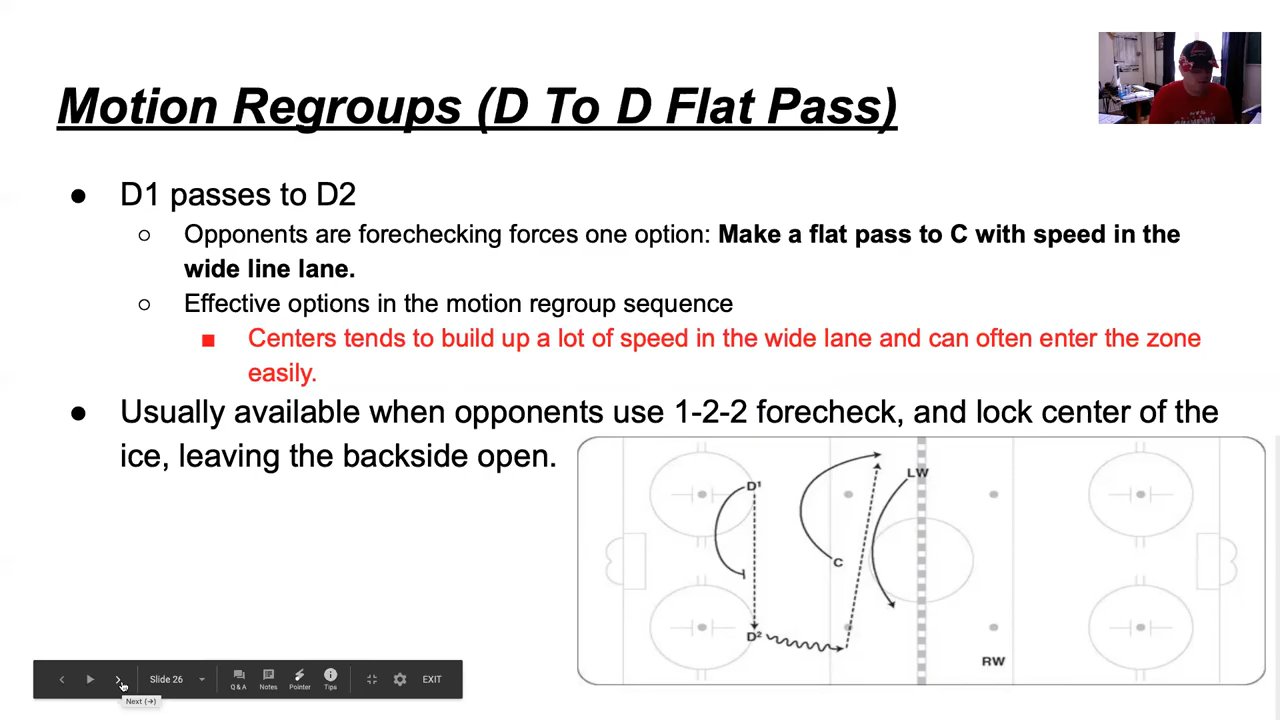 Motion Regroups (D To D Flat Pass)
● D1 passes to D2
○ Opponents are forechecking forces one option: Make a flat pass to C with speed in the
wide line lane.
○ Effective options in the motion regroup sequence
■ Centers tends to build up a lot of speed in the wide lane and can often enter the zone
easily.
● Usually available when opponents use 1-2-2 forecheck, and lock center of the
ice, leaving the backside open.
D¹
LW
C
D²
RW
Slide 26
Q & A
Notes
Pointer
Tips
EXIT
Next (→)